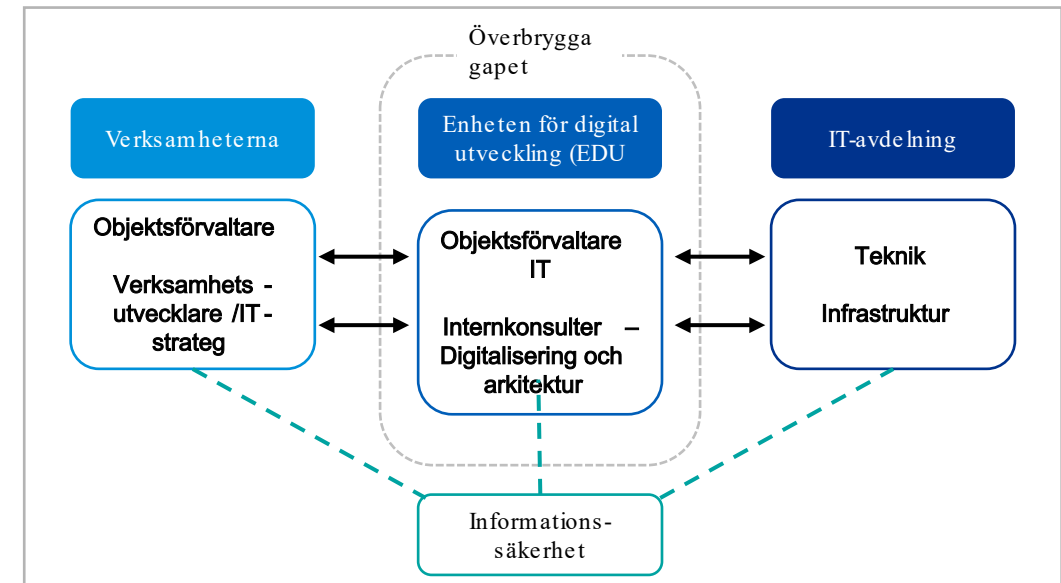 Överbrygga
gapet
Verksamheterna
Enheten för digital
utveckling (EDU
IT-avdelning
Objektsförvaltare
Verksamhets -
utvecklare /IT -
strateg
Objektsförvaltare
IT
Internkonsulter –
Digitalisering och
arkitektur
Teknik
Infrastruktur
Informations-
säkerhet